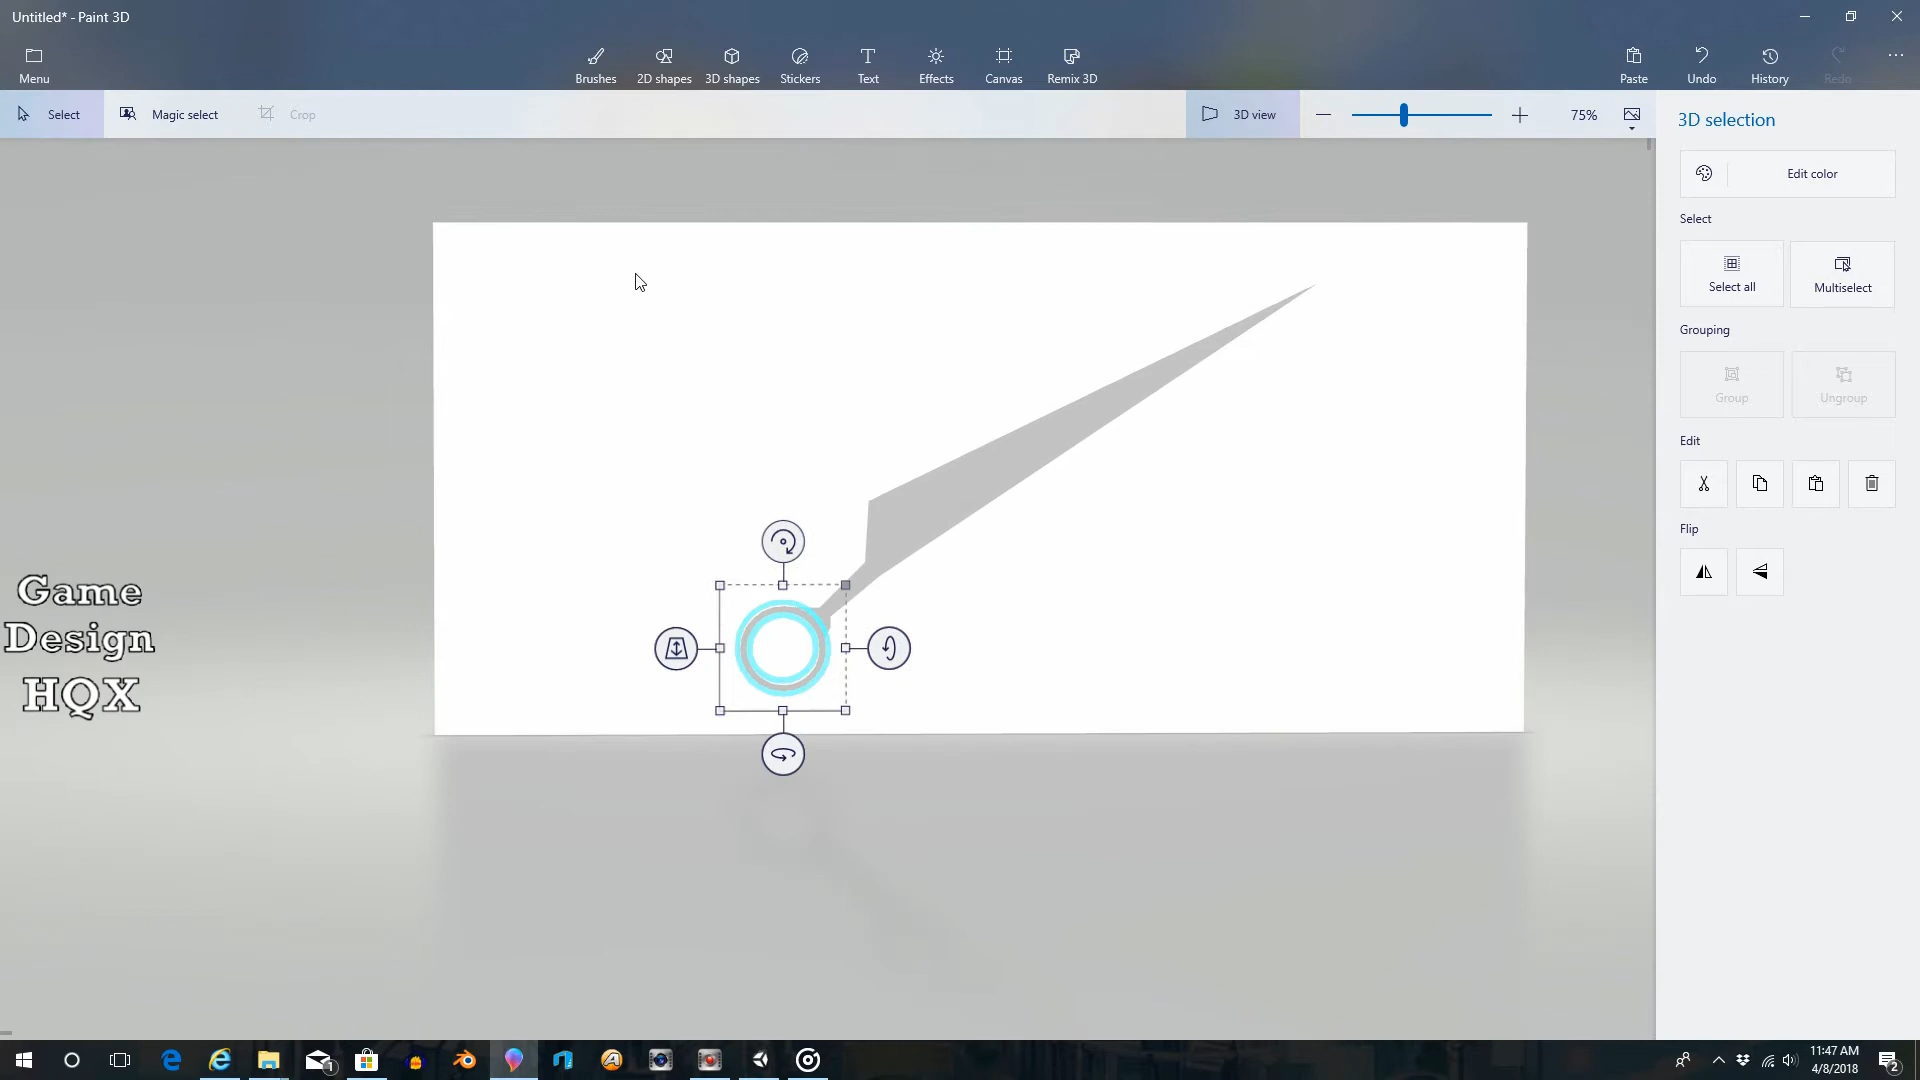 Untitled* - Paint 3D
Menu
Brushes
2D shapes
3D shapes
Stickers
Text
Effects
Canvas
Remix 3D
Paste
Undo
History
Redo
Select
Magic select
Crop
3D view
75%
3D selection
Edit color
Select
Select all
Multiselect
Grouping
Group
Ungroup
Edit
Flip
Game
Design
HQX
1
11:47 AM
4/8/2018
2